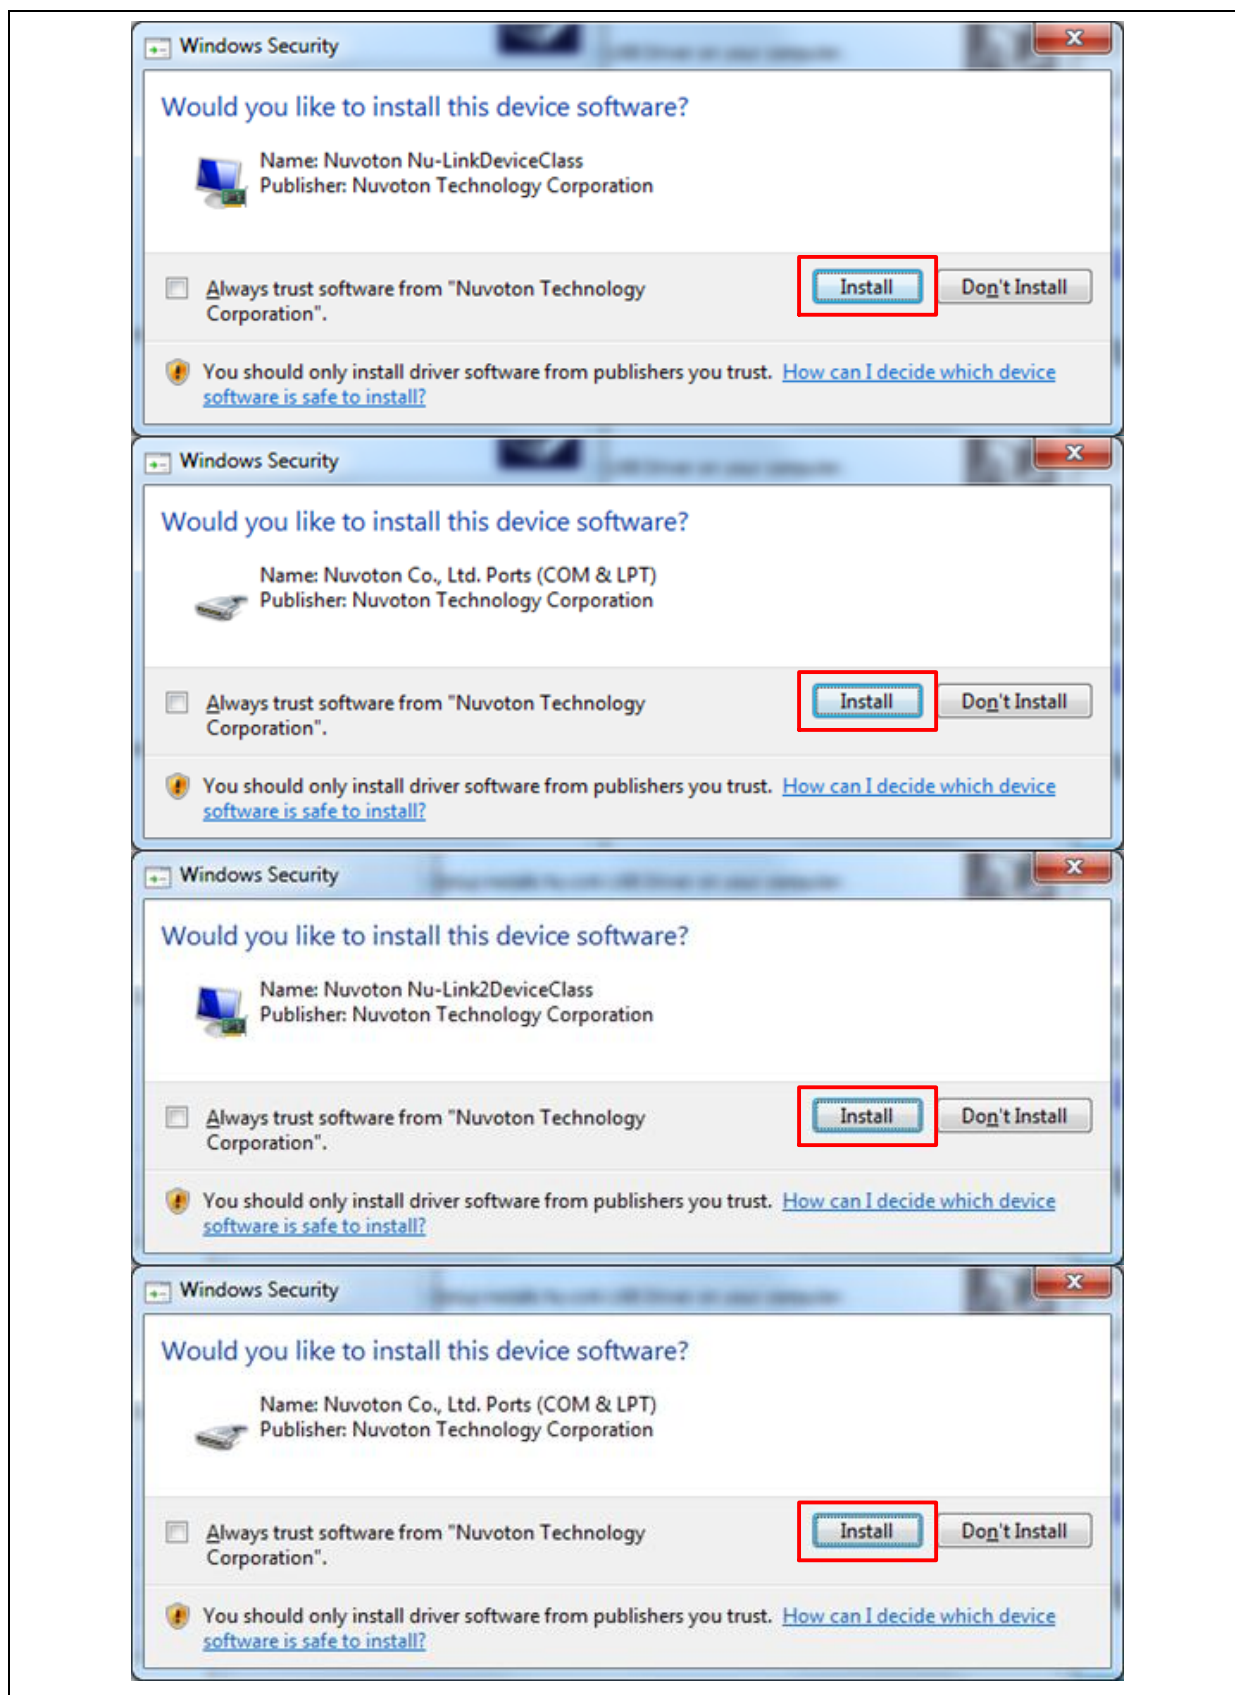 Windows Security
Would you like to install this device software?
Name: Nuvoton Nu-LinkDeviceClass
Publisher: Nuvoton Technology Corporation
Always trust software from "Nuvoton Technology
Corporation".
Install
Don't Install
You should only install driver software from publishers you trust. How can I decide which device
software is safe to install?
Windows Security
Would you like to install this device software?
Name: Nuvoton Co., Ltd. Ports (COM & LPT)
Publisher: Nuvoton Technology Corporation
Always trust software from "Nuvoton Technology
Corporation".
Install
Don't Install
You should only install driver software from publishers you trust. How can I decide which device
software is safe to install?
Windows Security
Would you like to install this device software?
Name: Nuvoton Nu-Link2DeviceClass
Publisher: Nuvoton Technology Corporation
Always trust software from "Nuvoton Technology
Corporation".
Install
Don't Install
You should only install driver software from publishers you trust. How can I decide which device
software is safe to install?
Windows Security
Would you like to install this device software?
Name: Nuvoton Co., Ltd. Ports (COM & LPT)
Publisher: Nuvoton Technology Corporation
Always trust software from "Nuvoton Technology
Corporation".
Install
Don't Install
You should only install driver software from publishers you trust. How can I decide which device
software is safe to install?